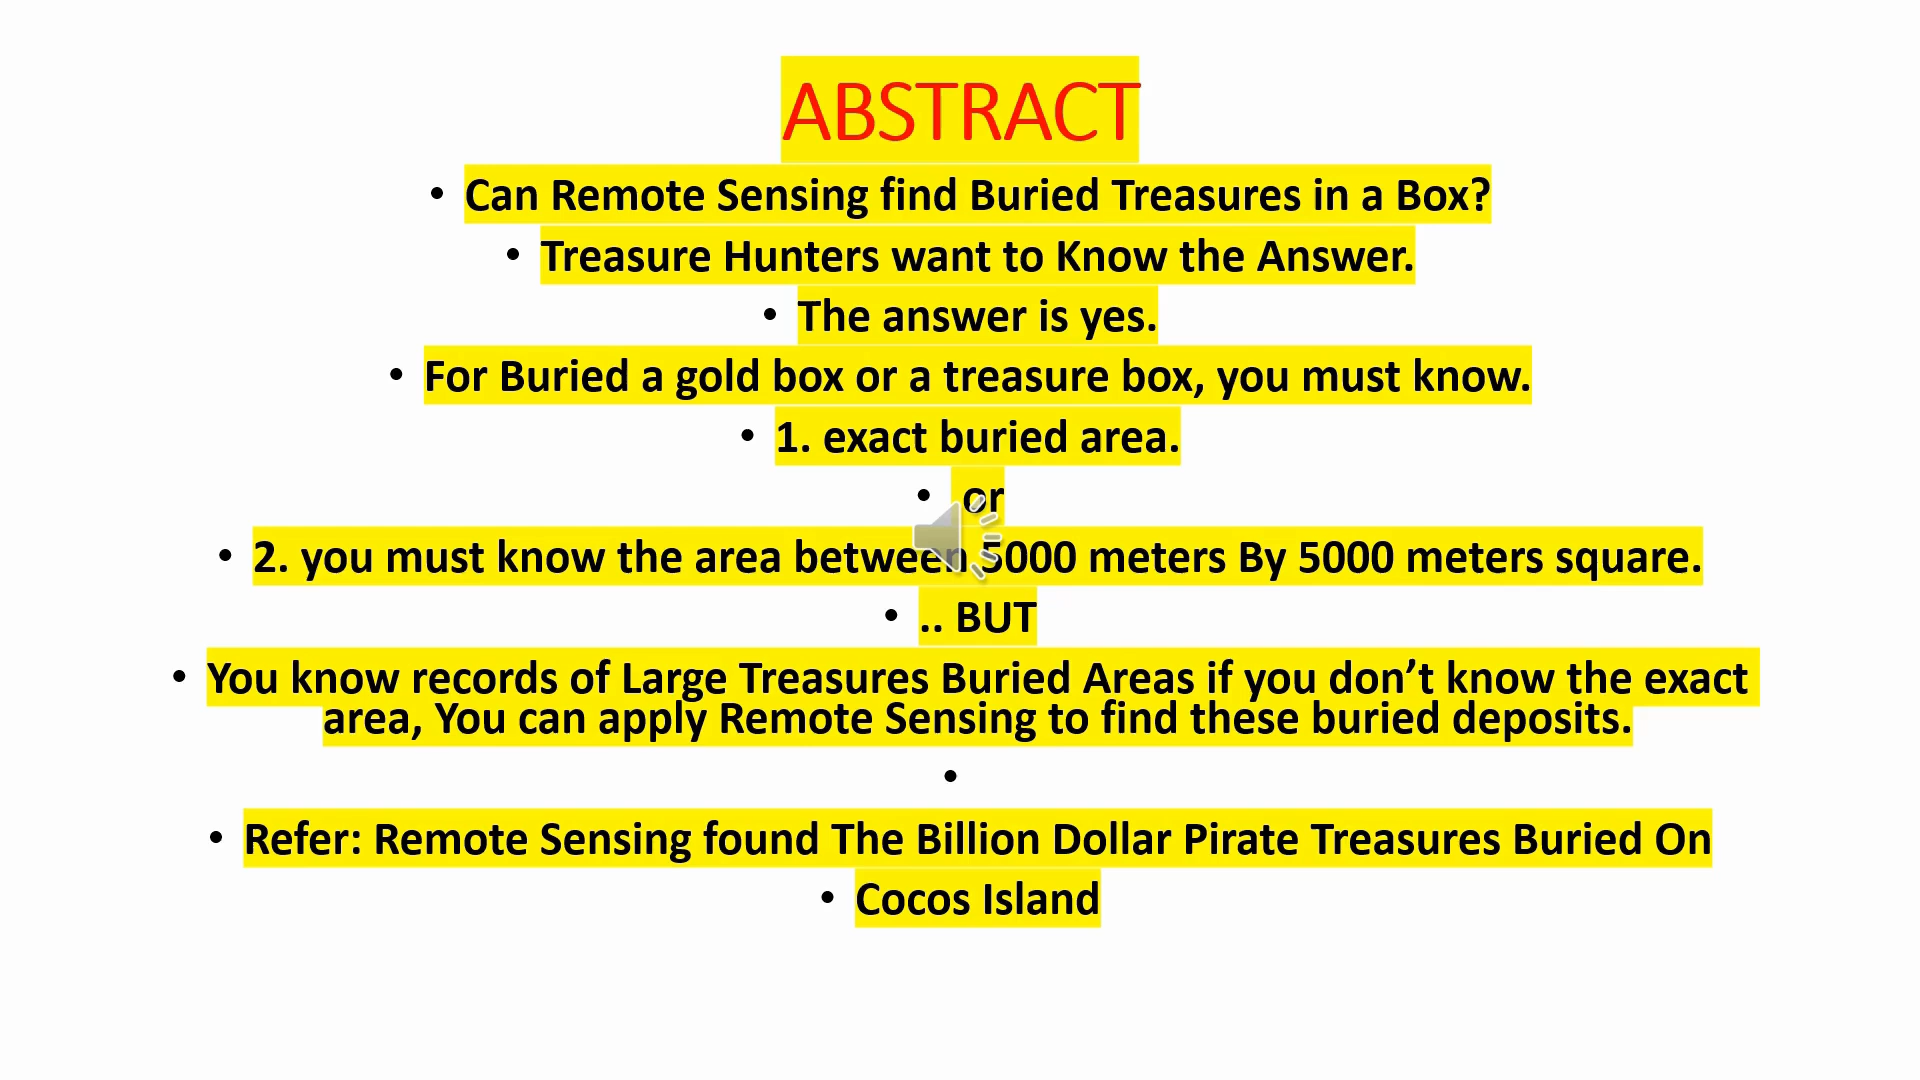 ABSTRACT
• Can Remote Sensing find Buried Treasures in a Box?
• Treasure Hunters want to Know the Answer.
• The answer is yes.
• For Buried a gold box or a treasure box, you must know.
• 1. exact buried area.
• or
• 2. you must know the area between 5000 meters By 5000 meters square.
• .. BUT
• You know records of Large Treasures Buried Areas if you don’t know the exact
area, You can apply Remote Sensing to find these buried deposits.
•
• Refer: Remote Sensing found The Billion Dollar Pirate Treasures Buried On
• Cocos Island